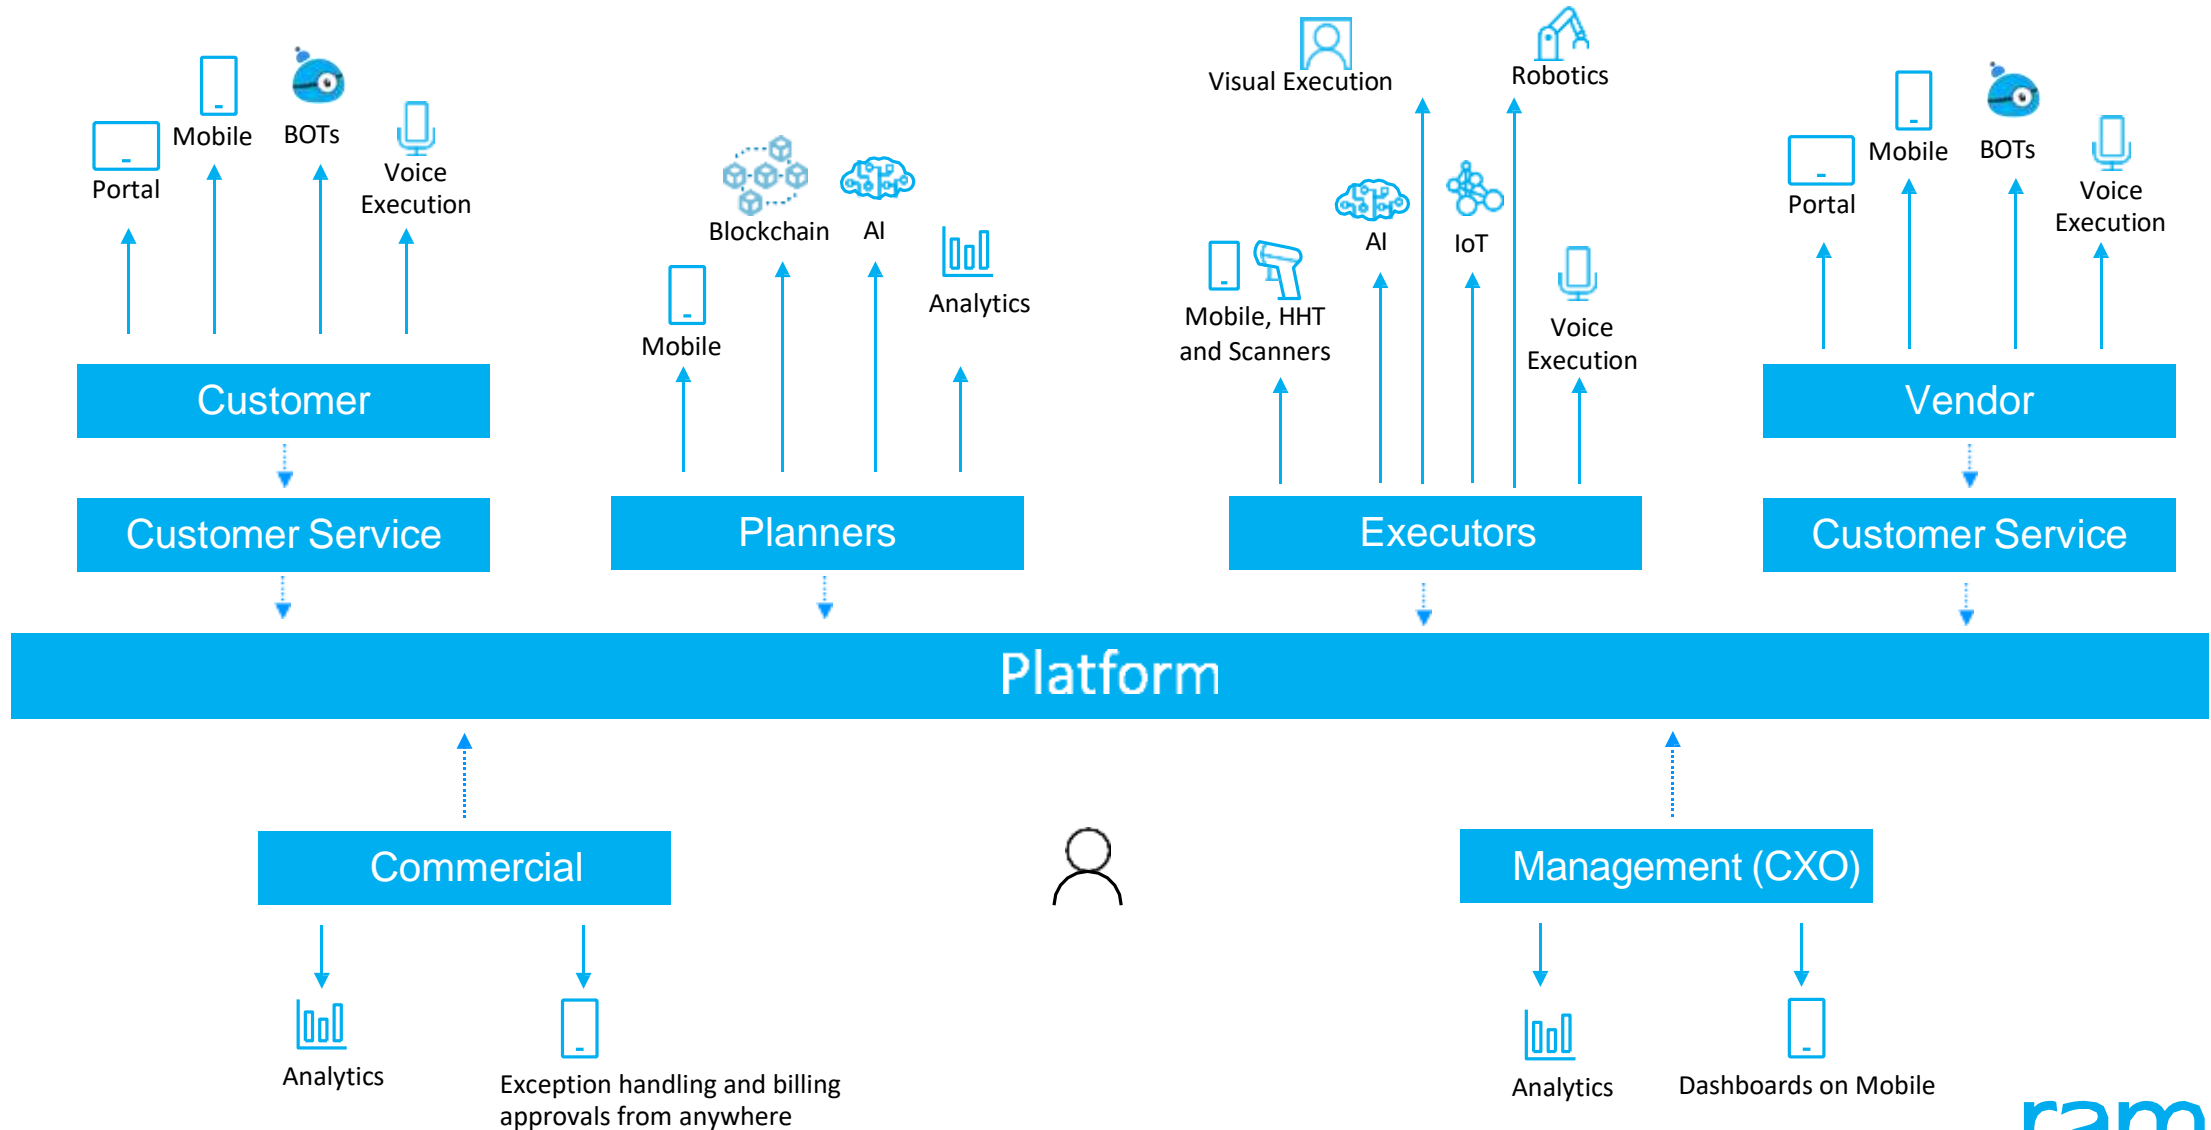 Visual Execution
Robotics
Mobile
BOTs
Portal
Voice
Execution
Blockchain
AI
Analytics
Mobile
AI
IoT
Mobile, HHT
and Scanners
Voice
Execution
Mobile
BOTs
Portal
Voice
Execution
Customer
Vendor
Customer Service
Planners
Executors
Customer Service
Platform
Commercial
Management (CXO)
Analytics
Exception handling and billing
approvals from anywhere
Analytics
Dashboards on Mobile